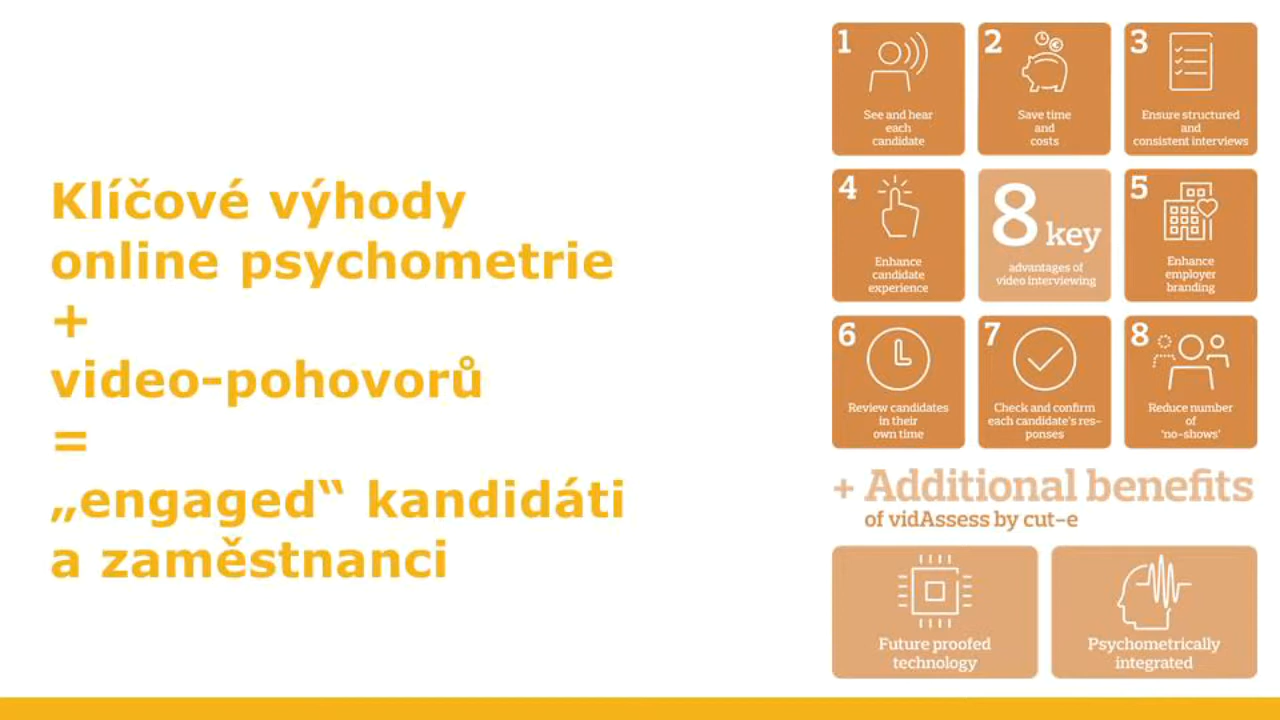 Klíčové výhody
online psychometrie
+
video-pohovorů
=
„engaged“ kandidáti
a zaměstnanci
1
See and hear
each
candidate
2
Save time
and
costs
3
Ensure structured
and
consistent interviews
4
Enhance
candidate
experience
8 key
advantages of
video interviewing
5
Enhance
employer
branding
6
Review candidates
in their
own time
7
Check and confirm
each candidate's res-
ponses
8
Reduce number
of
'no-shows'
+ Additional benefits
of vidAssess by cut-e
Future proofed
technology
Psychometrically
integrated